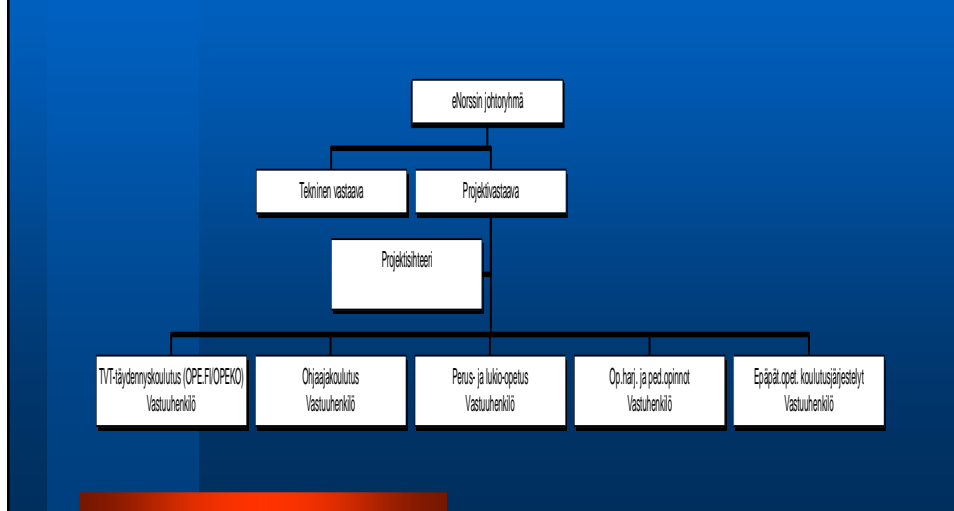 eNorssin johtoryhmä
Tekninen vastaava
Projektivastaava
Projektisihteeri
TVT-täydennyskoulutus (OPE.FI/OPEKO)
Vastuuhenkilö
Ohjaajakoulutus
Vastuuhenkilö
Perus- ja lukio-opetus
Vastuuhenkilö
Op.harj. ja ped.opinnot
Vastuhenkilö
Epäpät.opet. koulutusjärjestelyt
Vastuuhenkilö